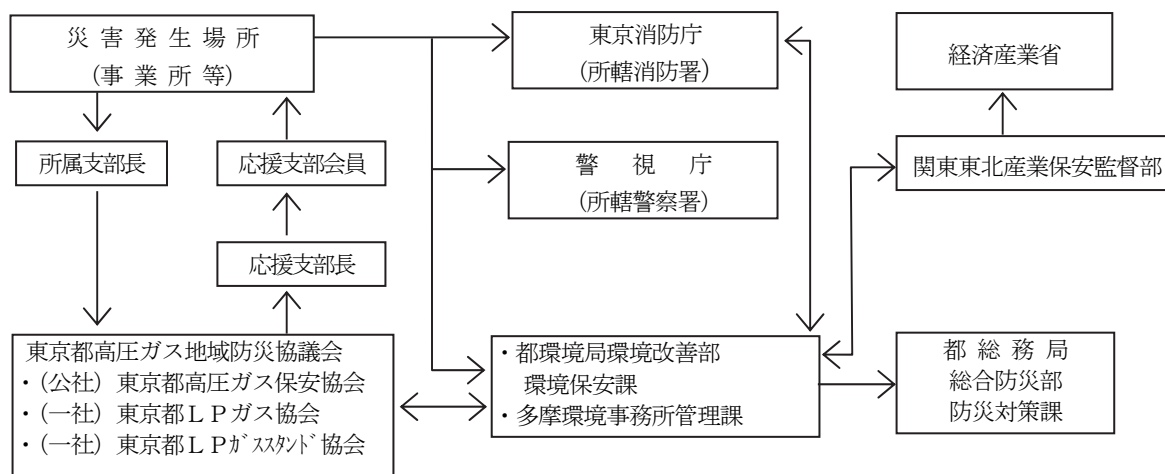 災害発生場所
(事業所等)
東京消防庁
(所轄消防署)
経済産業省
所属支部長
応援支部会員
警視庁
(所轄警察署)
関東東北産業保安監督部
応援支部長
東京都高圧ガス地域防災協議会
・(公社)東京都高圧ガス保安協会
・(一社)東京都LPガス協会
・(一社)東京都LPガススタンド協会
・都環境局環境改善部
環境保安課
・多摩環境事務所管理課
都総務局
総合防災部
防災対策課